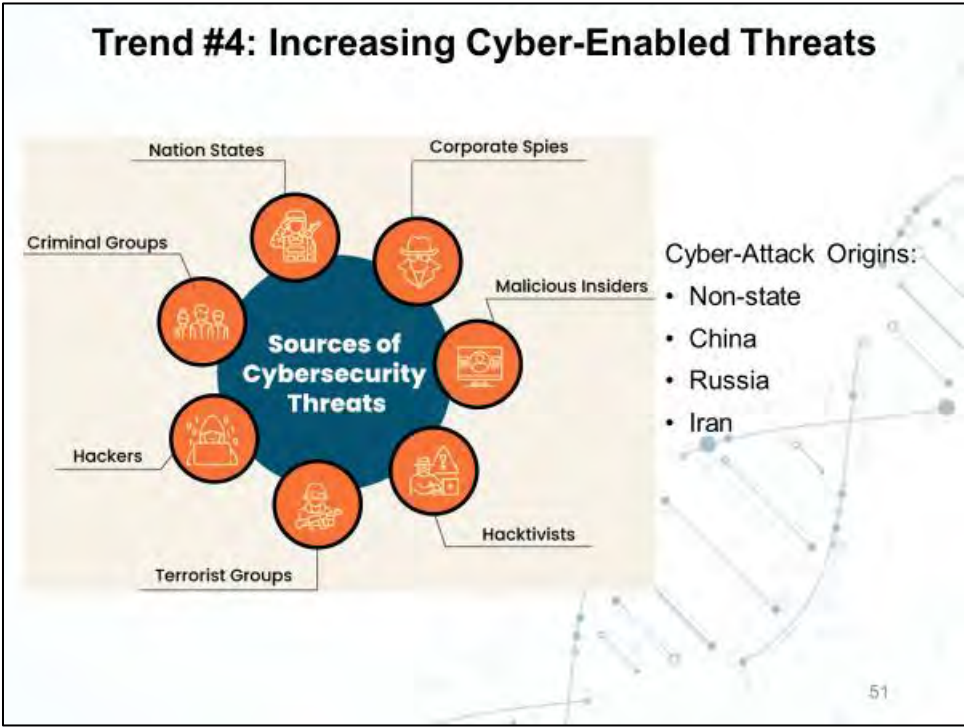 Trend #4: Increasing Cyber-Enabled Threats
Nation States
Corporate Spies
Criminal Groups
Malicious Insiders
Sources of
Cybersecurity
Threats
Hackers
Hacktivists
Terrorist Groups
Cyber-Attack Origins:
• Non-state
• China
• Russia
• Iran
51